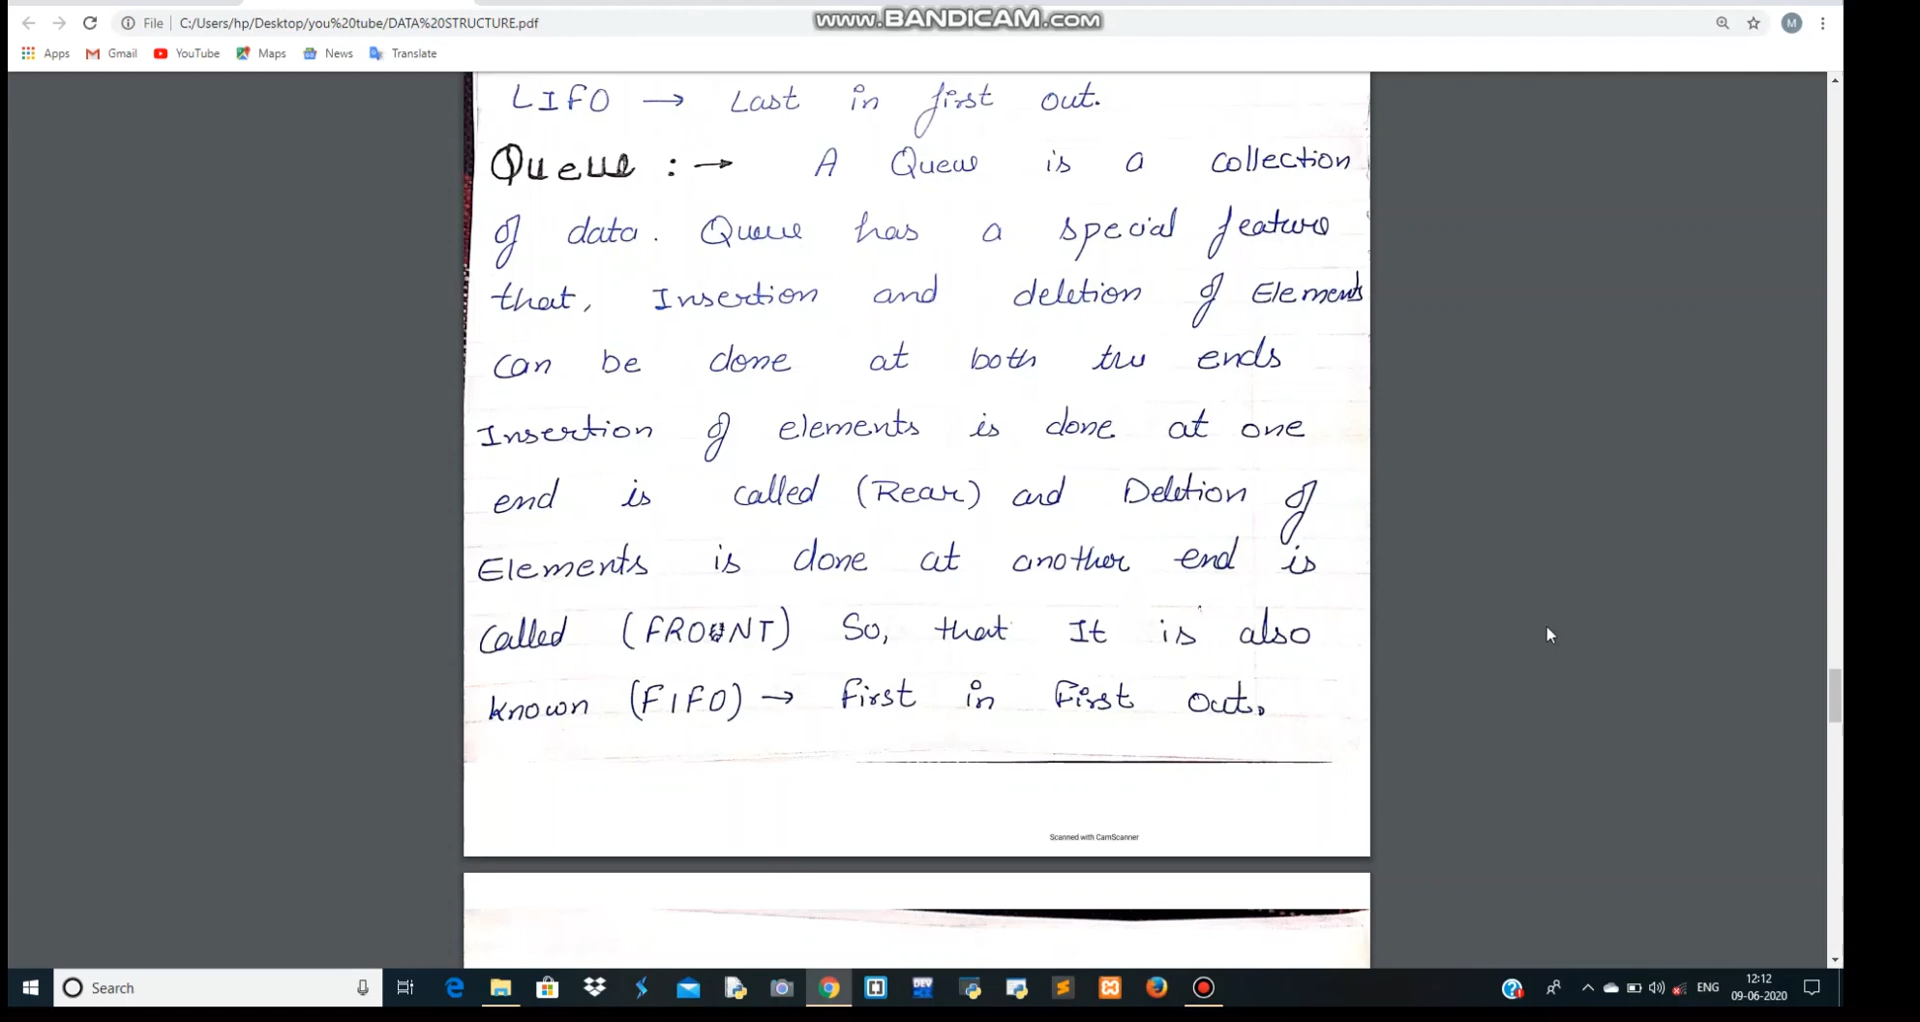 www.BANDICAM.com
File C:/Users/hp/Desktop/you%20tube/DATA%20STRUCTURE.pdf
M
Apps Gmail YouTube Maps News Translate
LIFO → Last in first out.
Queue :→ A Queue is a collection
of data. Queue has a special feature
that, Insertion and deletion of Elements
can be done at both two ends
Insertion of elements is done at one
end is called (Rear) and Deletion of
Elements is done at another end is
called (FRONT) So, that It is also
known (FIFO) → First in First out.
Scanned with CamScanner
Search
DEV
ENG
12:12
09-06-2020